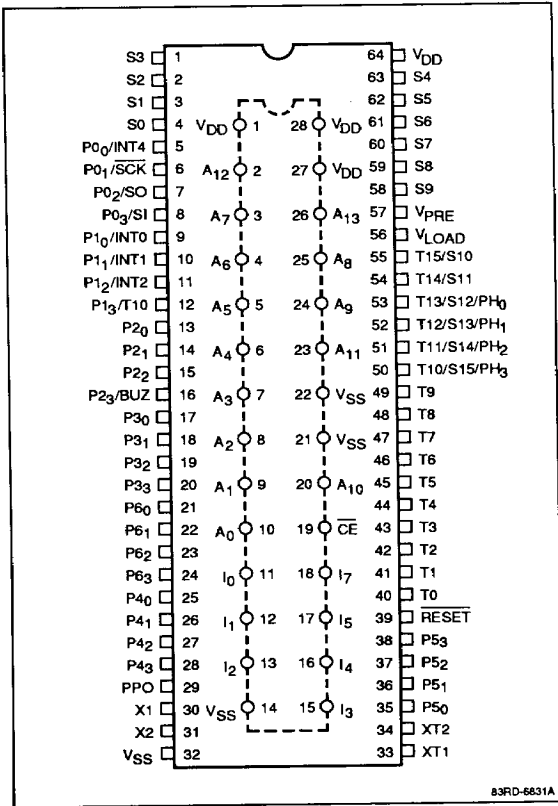 S3 1 64 VDD
S2 2 63 S4
S1 3 62 S5
S0 4 VDD 1 28 VDD 61 S6
P00/INT4 5 60 S7
P01/SCK 6 A12 2 27 VDD 59 S8
P02/SO 7 58 S9
P03/SI 8 A7 3 26 A13 57 VPRE
P10/INT0 9 56 VLOAD
P11/INT1 10 A6 4 25 A8 55 T15/S10
P12/INT2 11 54 T14/S11
P13/T10 12 A5 5 24 A9 53 T13/S12/PH0
P20 13 52 T12/S13/PH1
P21 14 A4 6 23 A11 51 T11/S14/PH2
P22 15 50 T10/S15/PH3
P23/BUZ 16 A3 7 22 VSS 49 T9
P30 17 48 T8
P31 18 A2 8 21 VSS 47 T7
P32 19 46 T6
P33 20 A1 9 20 A10 45 T5
P60 21 44 T4
P61 22 A0 10 19 CE 43 T3
P62 23 42 T2
P63 24 I0 11 18 I7 41 T1
P40 25 40 T0
P41 26 I1 12 17 I5 39 RESET
P42 27 38 P53
P43 28 I2 13 16 I4 37 P52
PPO 29 36 P51
X1 30 VSS 14 15 I3 35 P50
X2 31 34 XT2
VSS 32 33 XT1
83RD-6831A